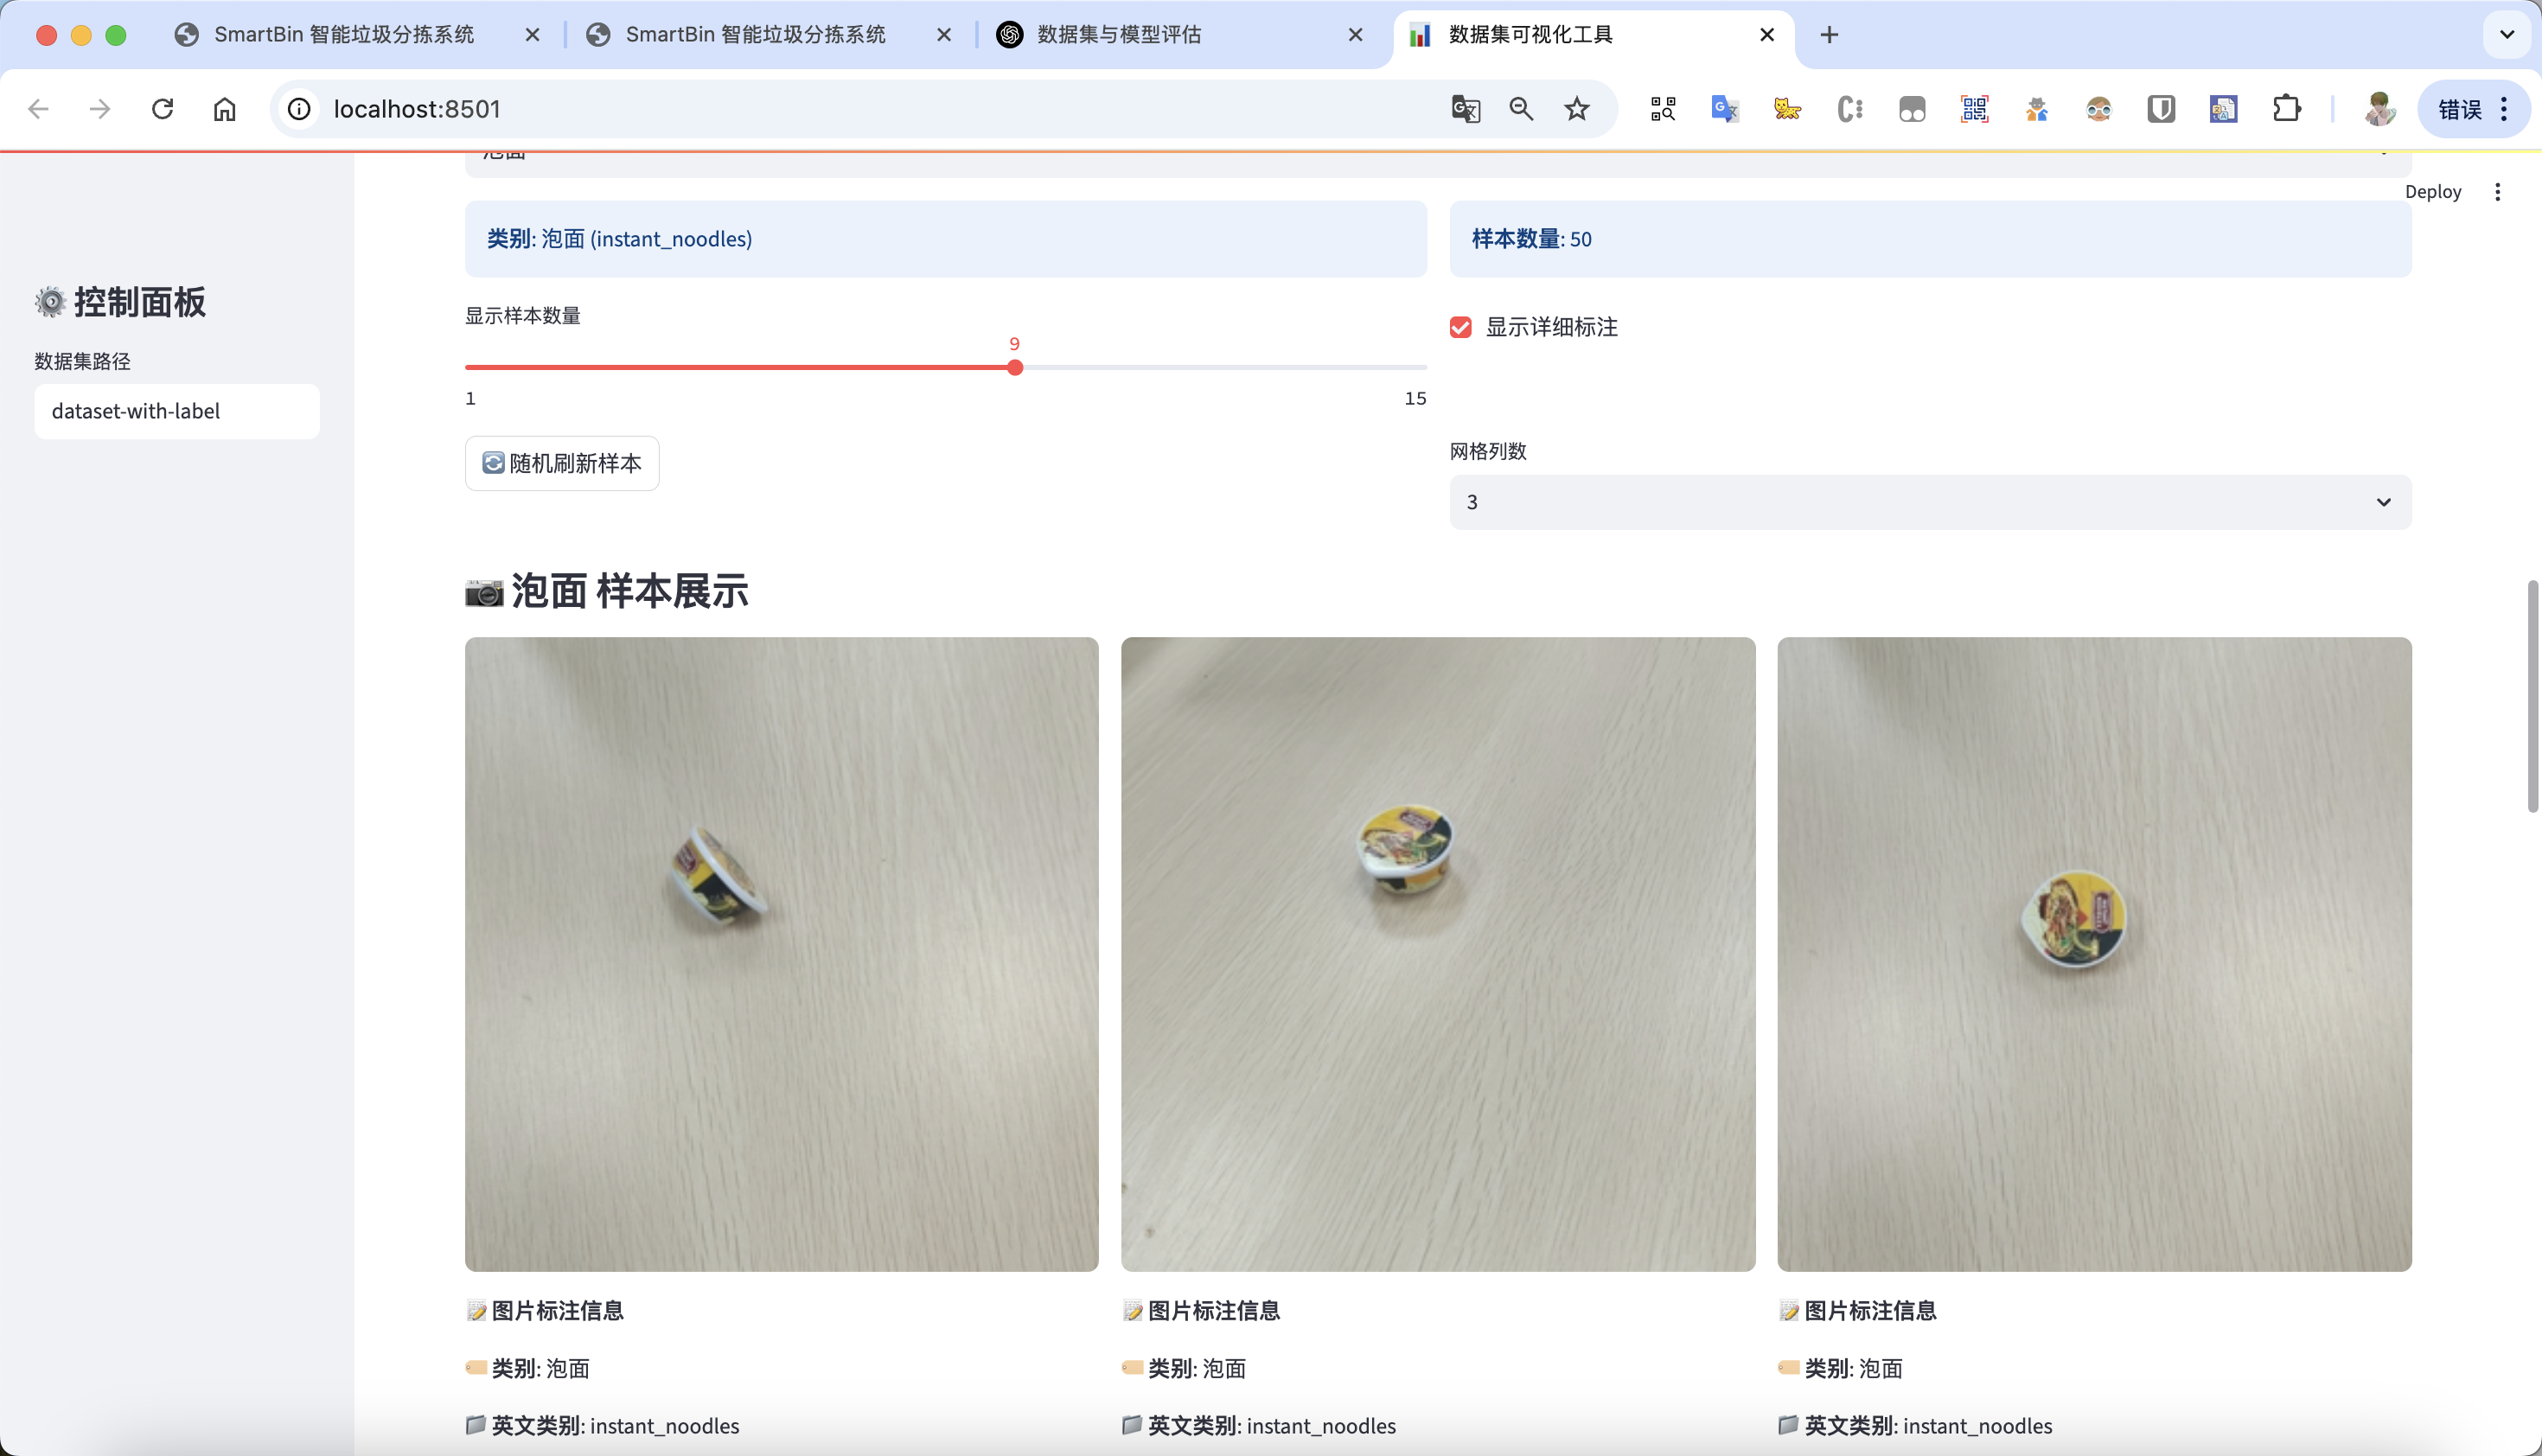 SmartBin 智能垃圾分拣系统
SmartBin 智能垃圾分拣系统
数据集与模型评估
数据集可视化工具
localhost:8501
错误
泡面
Deploy
控制面板
数据集路径
dataset-with-label
类别: 泡面 (instant_noodles)
样本数量: 50
显示样本数量
9
1
15
显示详细标注
随机刷新样本
网格列数
3
泡面 样本展示
图片标注信息
图片标注信息
图片标注信息
类别: 泡面
类别: 泡面
类别: 泡面
英文类别: instant_noodles
英文类别: instant_noodles
英文类别: instant_noodles